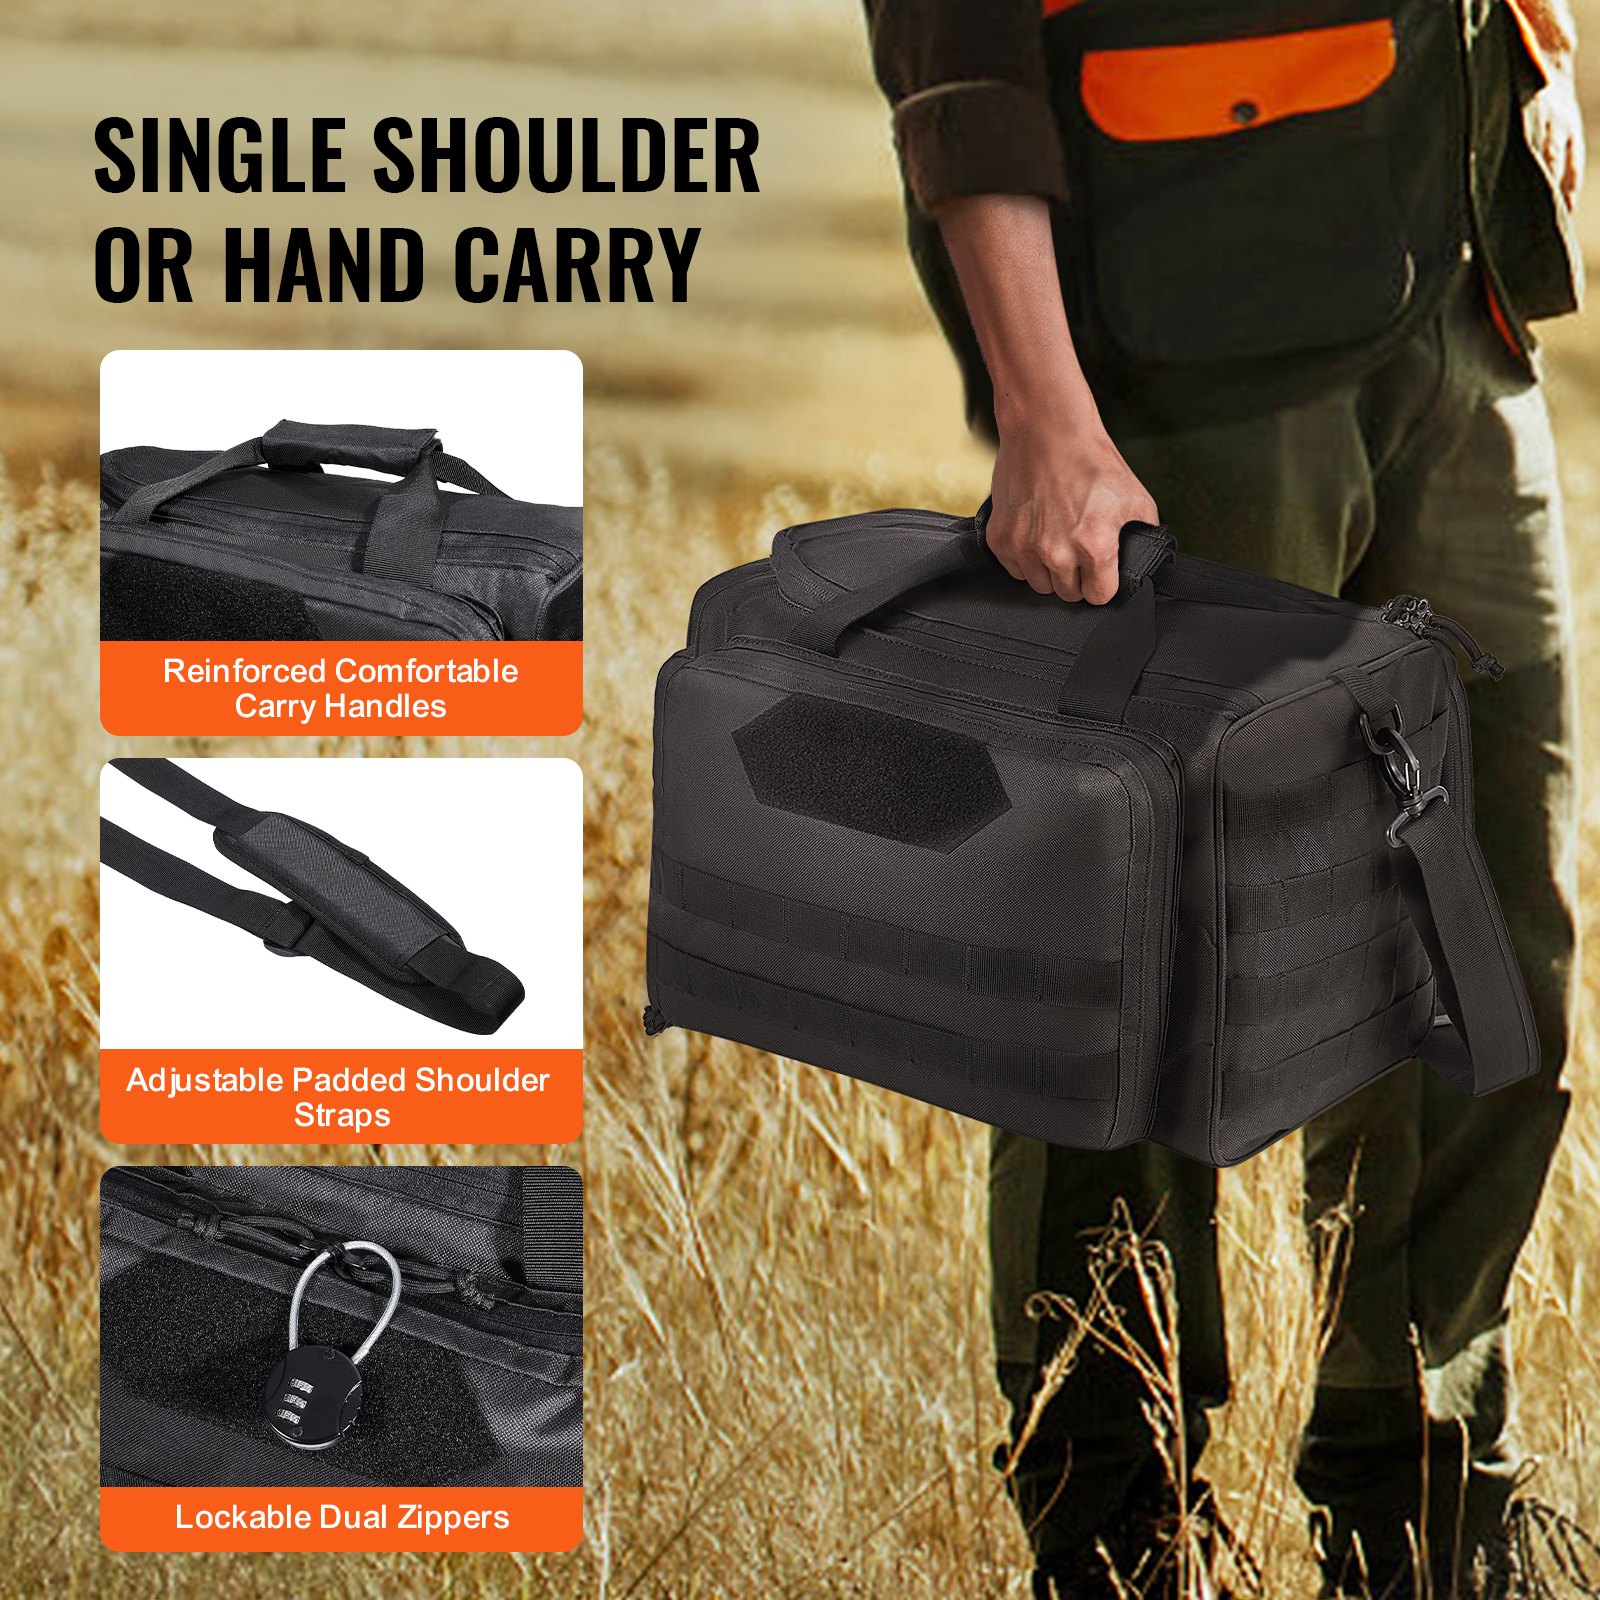 SINGLE SHOULDER
OR HAND CARRY
Reinforced Comfortable
Carry Handles
Adjustable Padded Shoulder
Straps
Lockable Dual Zippers